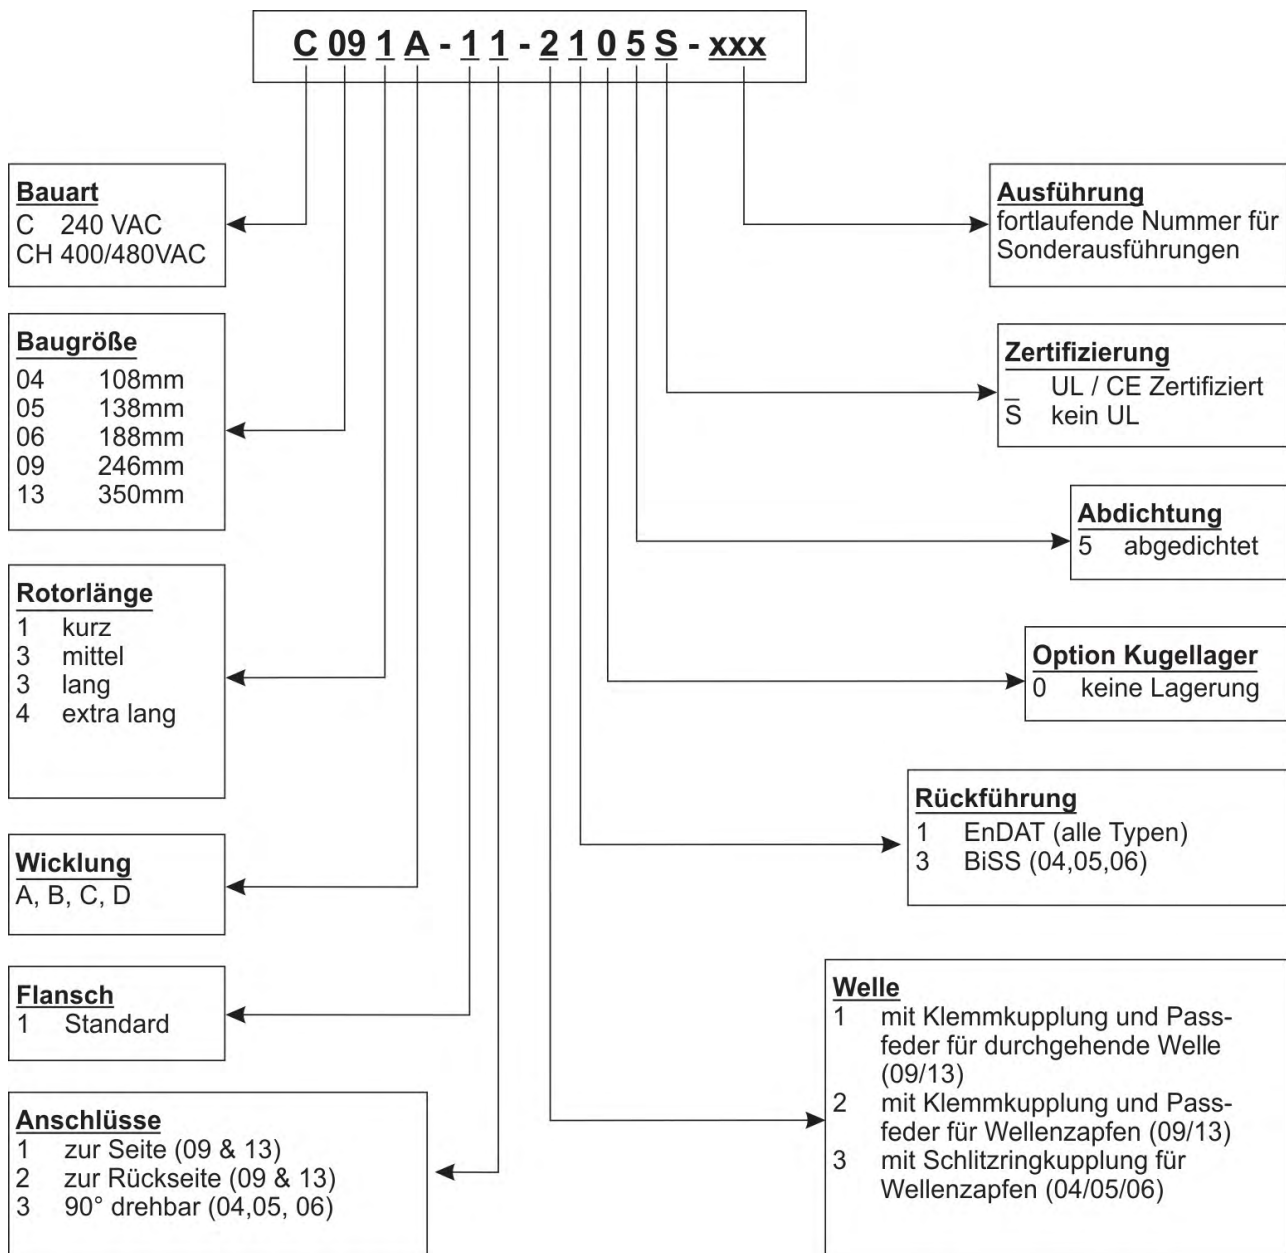 C 09 1 A - 1 1 - 2 1 0 5 S - xxx
Bauart
C 240 VAC
CH 400/480VAC
Baugröße
04 108mm
05 138mm
06 188mm
09 246mm
13 350mm
Rotorlänge
1 kurz
3 mittel
3 lang
4 extra lang
Wicklung
A, B, C, D
Flansch
1 Standard
Anschlüsse
1 zur Seite (09 & 13)
2 zur Rückseite (09 & 13)
3 90° drehbar (04,05, 06)
Ausführung
fortlaufende Nummer für
Sonderausführungen
Zertifizierung
_ UL / CE Zertifiziert
S kein UL
Abdichtung
5 abgedichtet
Option Kugellager
0 keine Lagerung
Rückführung
1 EnDAT (alle Typen)
3 BiSS (04,05,06)
Welle
1 mit Klemmkupplung und Pass-
feder für durchgehende Welle
(09/13)
2 mit Klemmkupplung und Pass-
feder für Wellenzapfen (09/13)
3 mit Schlitzringkupplung für
Wellenzapfen (04/05/06)